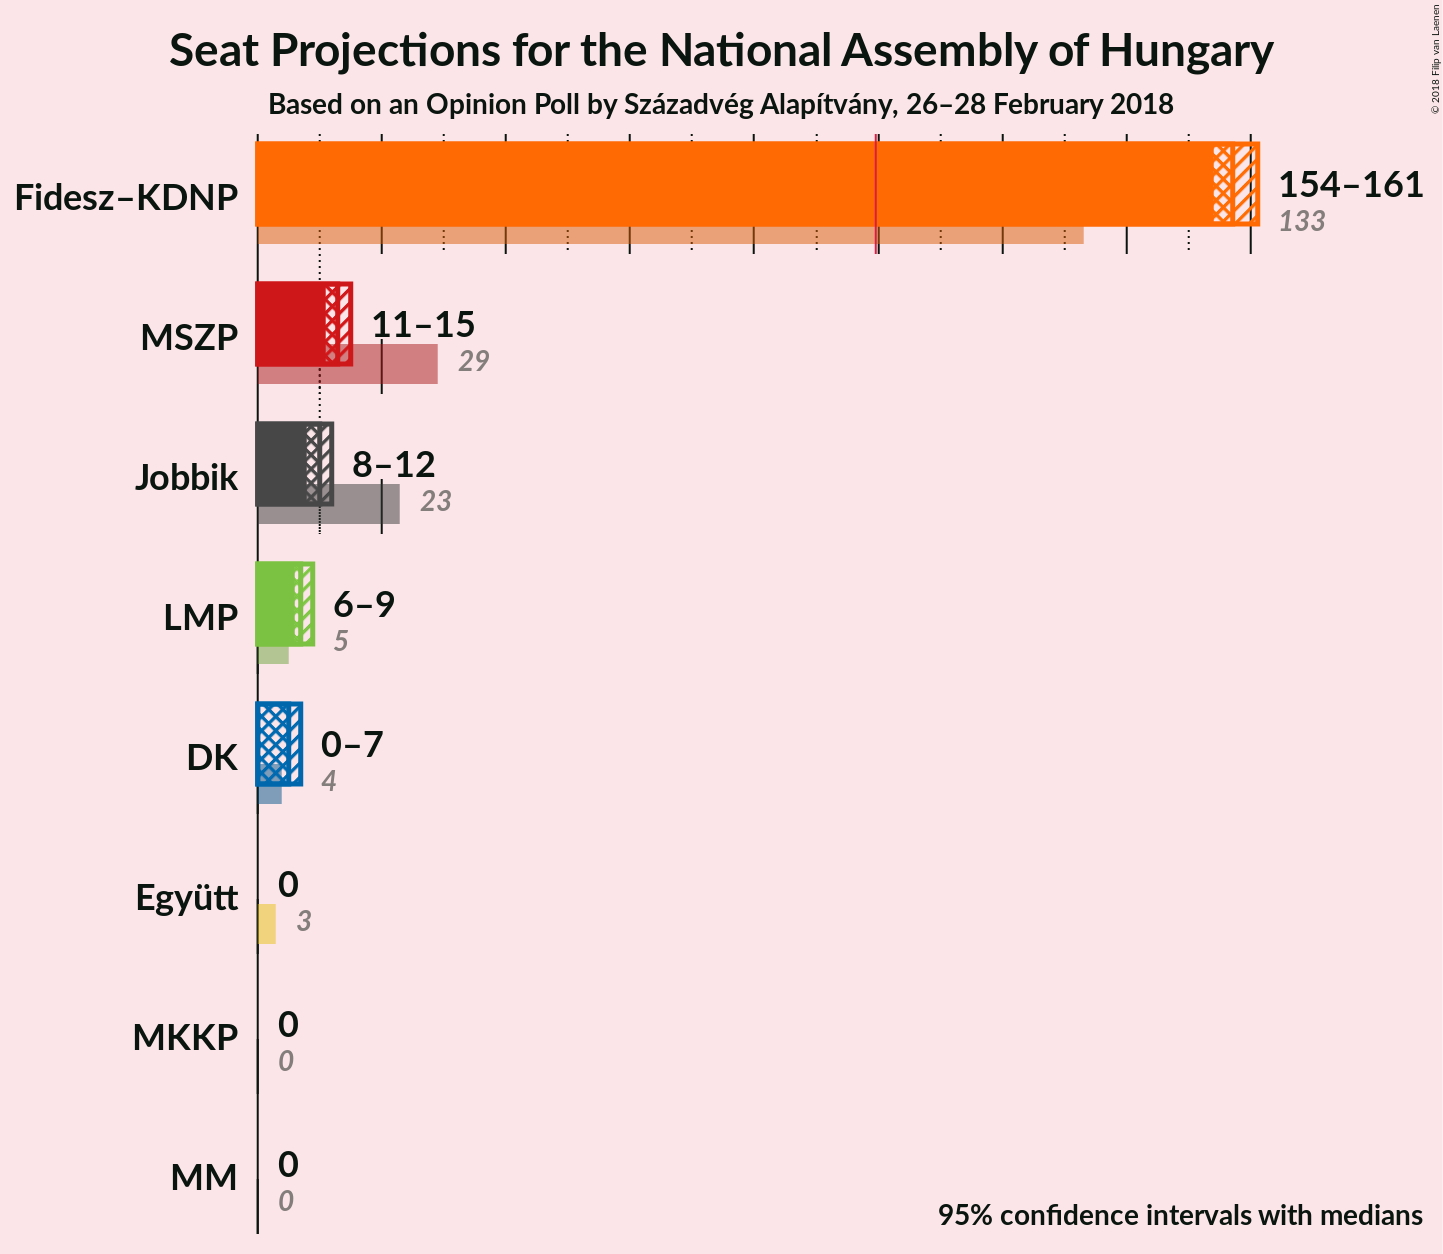 Seat Projections for the National Assembly of Hungary
Based on an Opinion Poll by Századvég Alapítvány, 26–28 February 2018
© 2018 Filip van Laenen
Fidesz–KDNP
154–161
133
MSZP
11–15
29
Jobbik
8–12
23
LMP
6–9
5
DK
0–7
4
Együtt
0
3
MKKP
0
0
MM
0
0
95% confidence intervals with medians